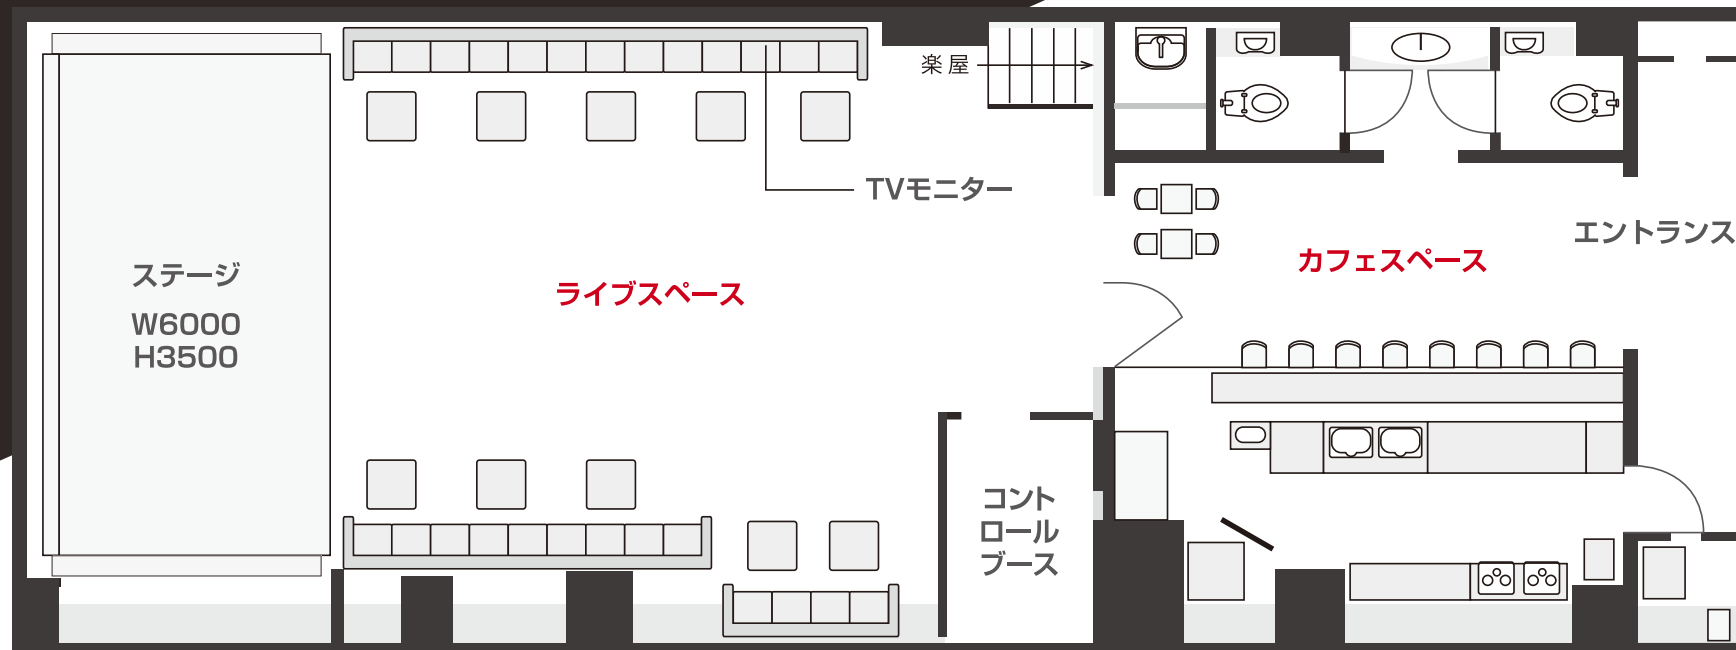 楽屋
TVモニター
エントランス
カフェスペース
ステージ
W6000
H3500
ライブスペース
コント
ロール
ブース